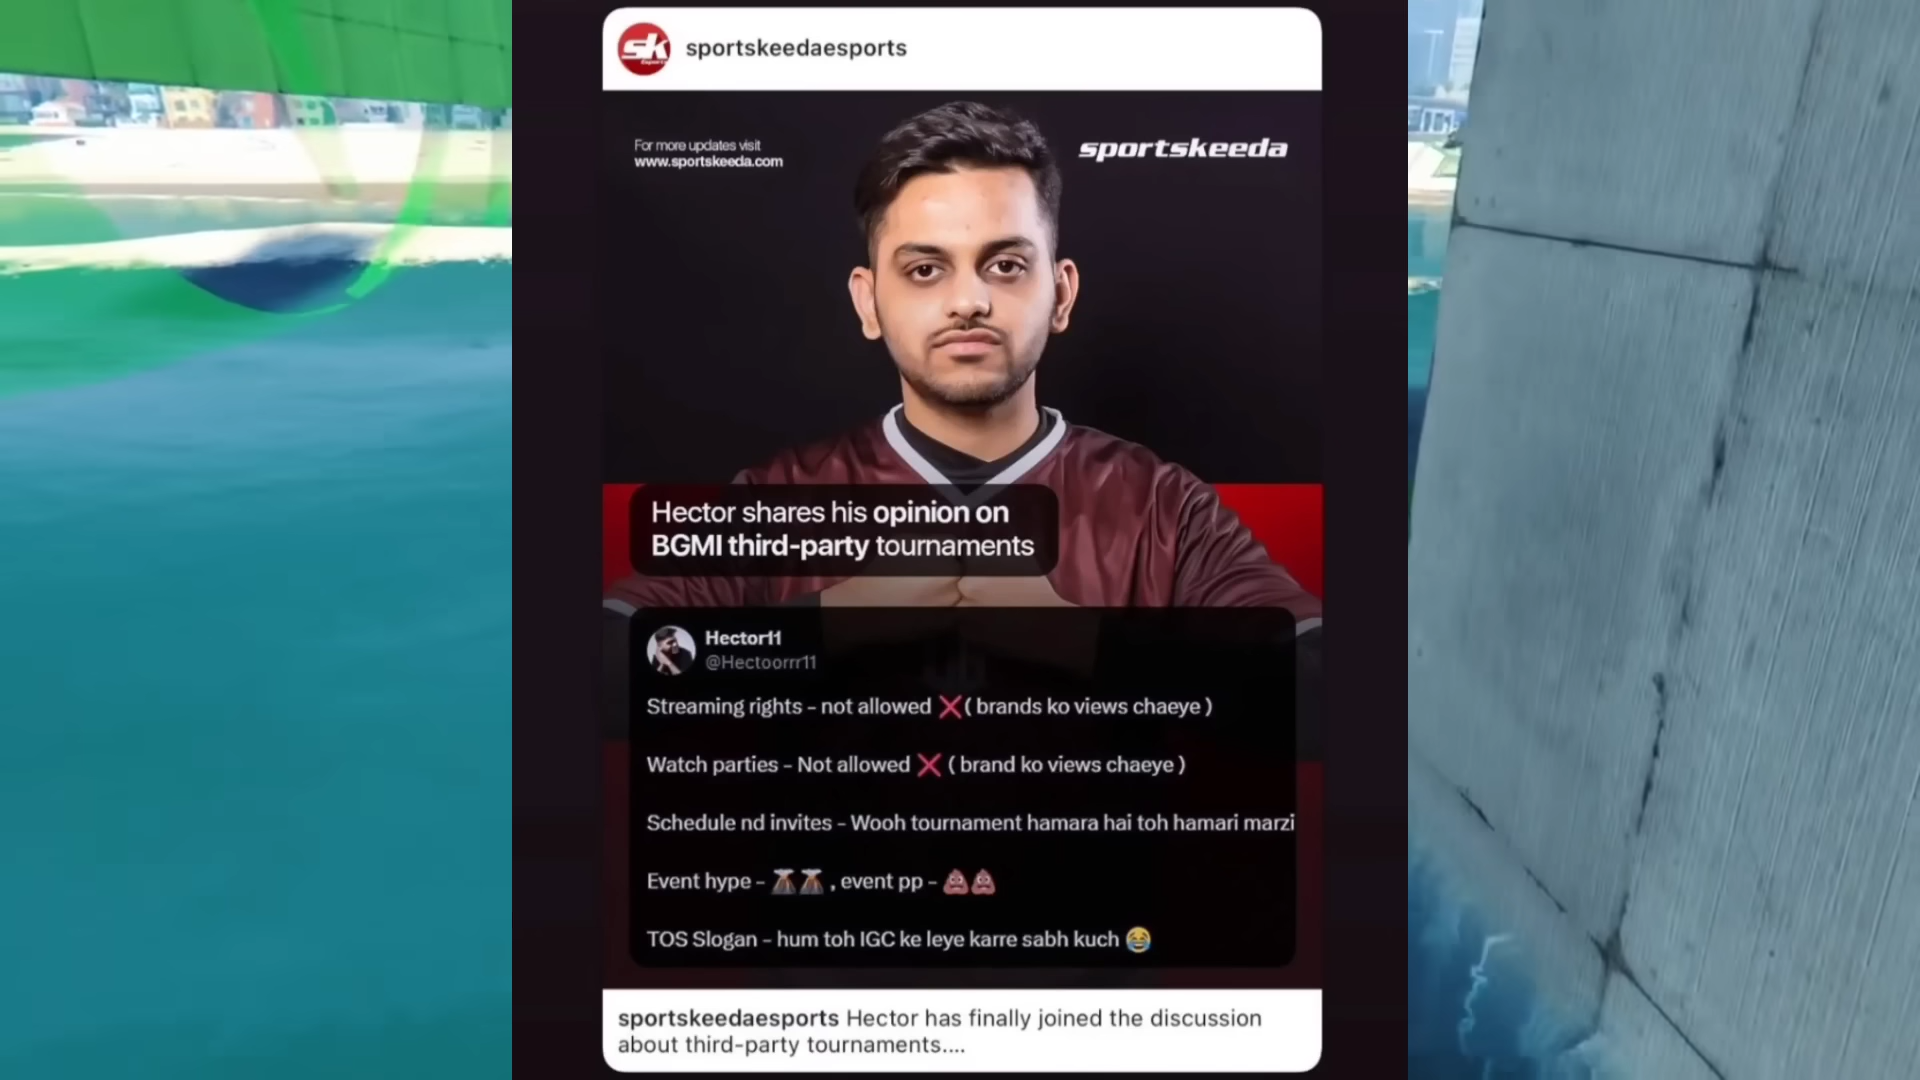 sk
Esports
sportskeedaesports
For more updates visit
www.sportskeeda.com
sportskeeda
Hector shares his opinion on
BGMI third-party tournaments
Hector11
@Hectoorrr11
Streaming rights - not allowed ❌( brands ko views chaeye )
Watch parties - Not allowed ❌ ( brand ko views chaeye )
Schedule nd invites - Wooh tournament hamara hai toh hamari marzi
Event hype - 🌋🌋 , event pp - 💩💩
TOS Slogan - hum toh IGC ke leye karre sabh kuch 😂
sportskeedaesports Hector has finally joined the discussion
about third-party tournaments....